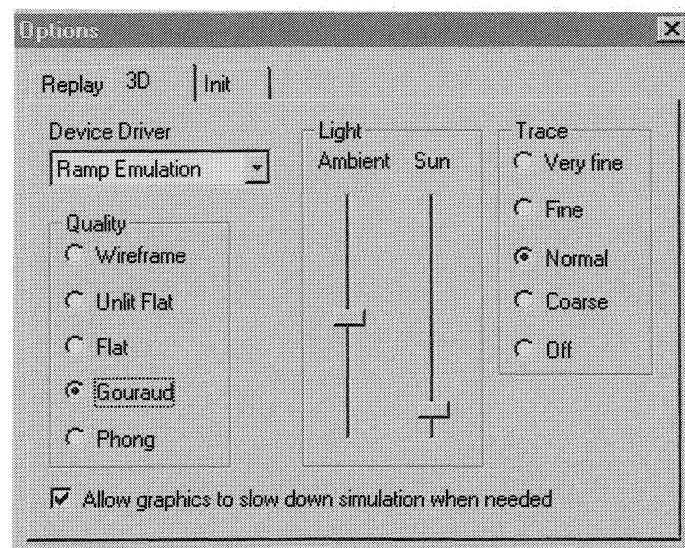 Options
Replay 3D Init
Device Driver
Ramp Emulation
Quality
Wireframe
Unlit Flat
Flat
Gouraud
Phong
Light
Ambient Sun
Trace
Very fine
Fine
Normal
Coarse
Off
Allow graphics to slow down simulation when needed